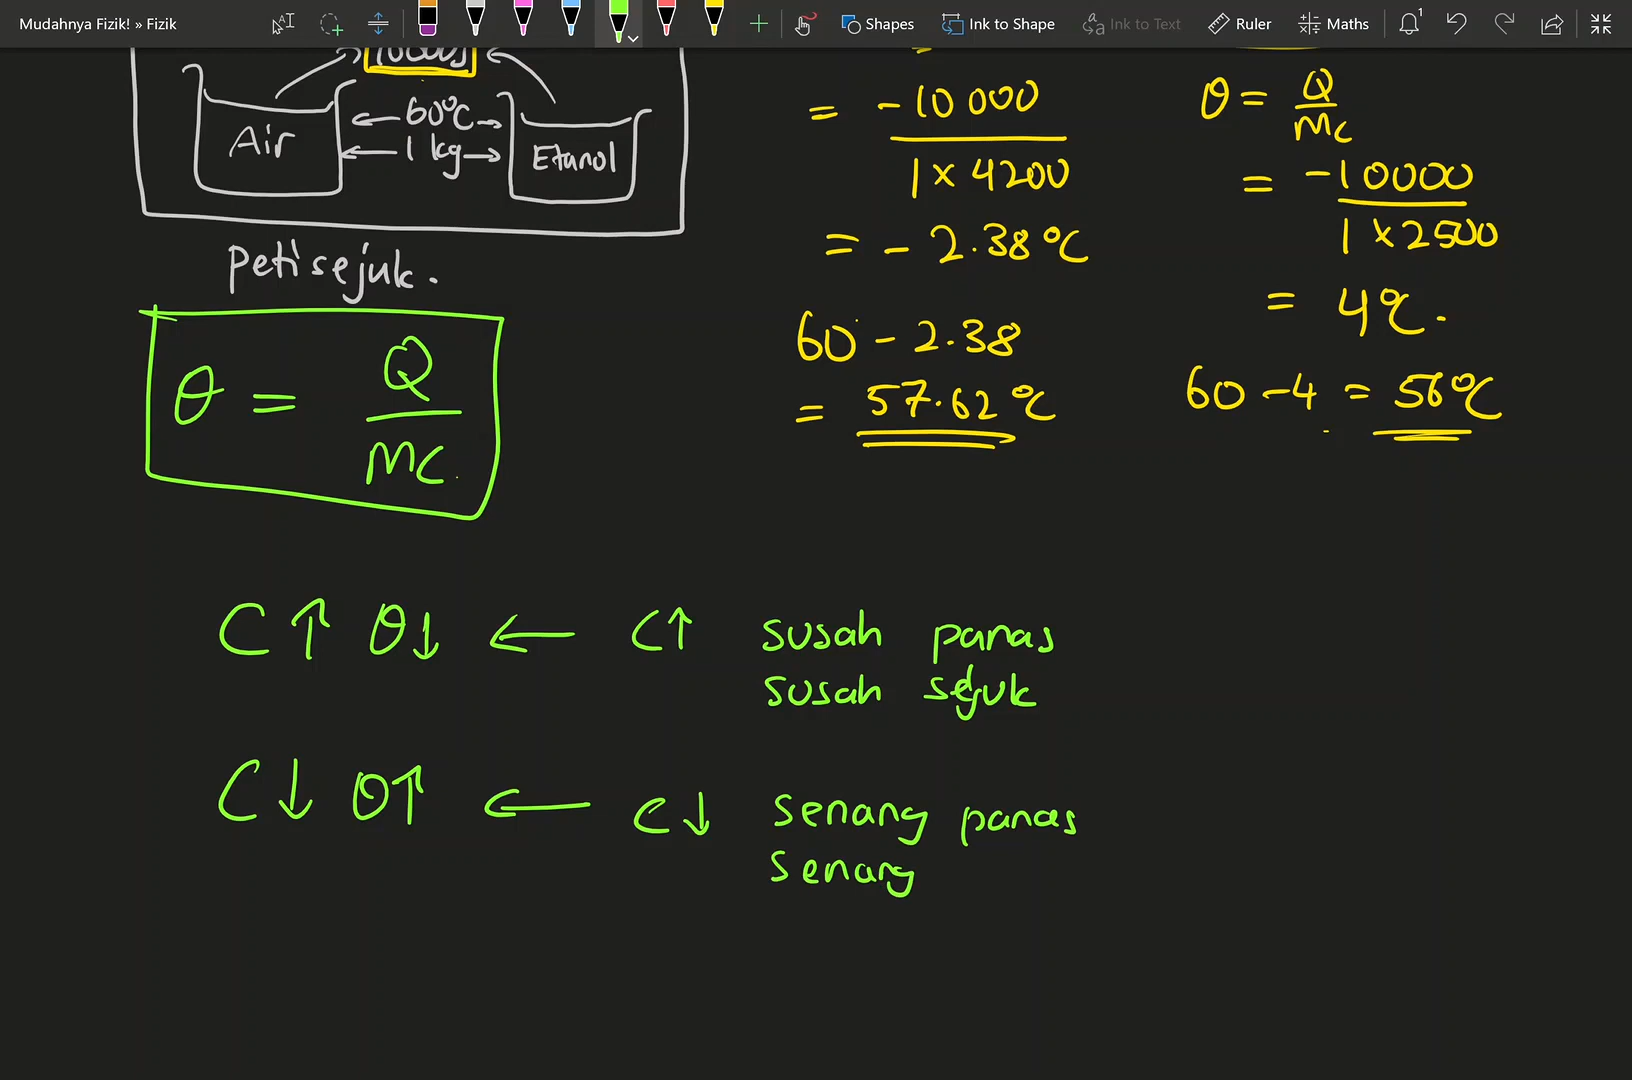 Mudahnya Fizik! » Fizik
Shapes
Ink to Shape
Ink to Text
Ruler
Maths
1
60°C
1 kg
Air
Etanol
Peti sejuk.
θ = Q / mc
= -10 000 / 1 × 4200
= - 2.38 °C
60 - 2.38
= 57.62 °C
θ = Q / mc
= -10000 / 1 × 2500
= 4°C.
60 - 4 = 56°C
C ↑ θ ↓ ← C ↑ susah panas
susah sejuk
C ↓ θ ↑ ← C ↓ senang panas
senang